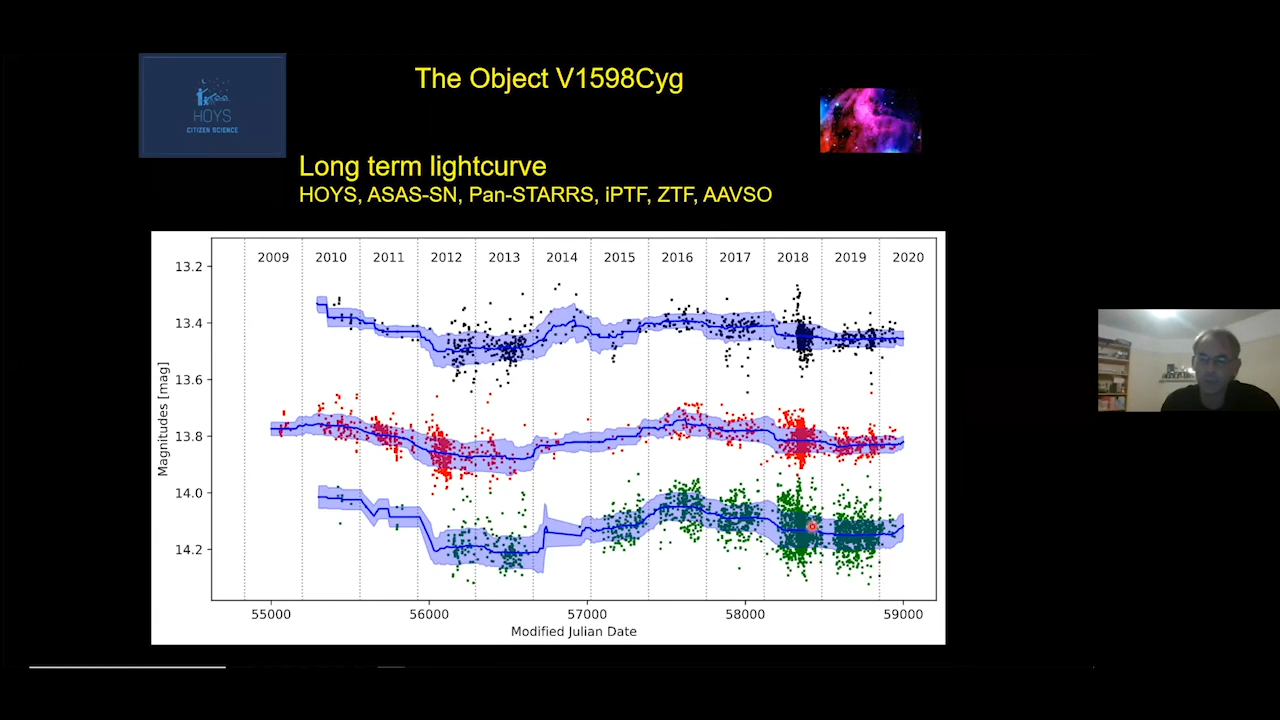 HOYS
CITIZEN SCIENCE
The Object V1598Cyg
Long term lightcurve
HOYS, ASAS-SN, Pan-STARRS, iPTF, ZTF, AAVSO
2009 2010 2011 2012 2013 2014 2015 2016 2017 2018 2019 2020
13.2
13.4
13.6
13.8
14.0
14.2
Magnitudes [mag]
55000 56000 57000 58000 59000
Modified Julian Date